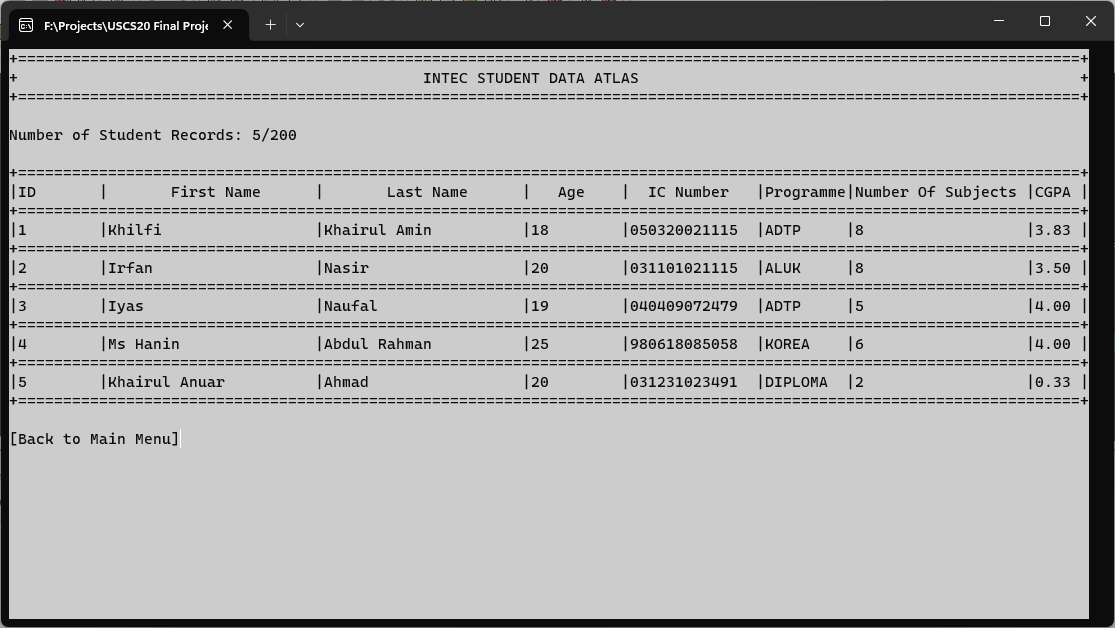 F:\Projects\USCS20 Final Proje
+======================================================================================================================+
+ INTEC STUDENT DATA ATLAS +
+======================================================================================================================+
Number of Student Records: 5/200
+======================================================================================================================+
|ID | First Name | Last Name | Age | IC Number |Programme|Number Of Subjects |CGPA |
+======================================================================================================================+
|1 |Khilfi |Khairul Amin |18 |050320021115 |ADTP |8 |3.83 |
+======================================================================================================================+
|2 |Irfan |Nasir |20 |031101021115 |ALUK |8 |3.50 |
+======================================================================================================================+
|3 |Iyas |Naufal |19 |040409072479 |ADTP |5 |4.00 |
+======================================================================================================================+
|4 |Ms Hanin |Abdul Rahman |25 |980618085058 |KOREA |6 |4.00 |
+======================================================================================================================+
|5 |Khairul Anuar |Ahmad |20 |031231023491 |DIPLOMA |2 |0.33 |
+======================================================================================================================+
[Back to Main Menu]